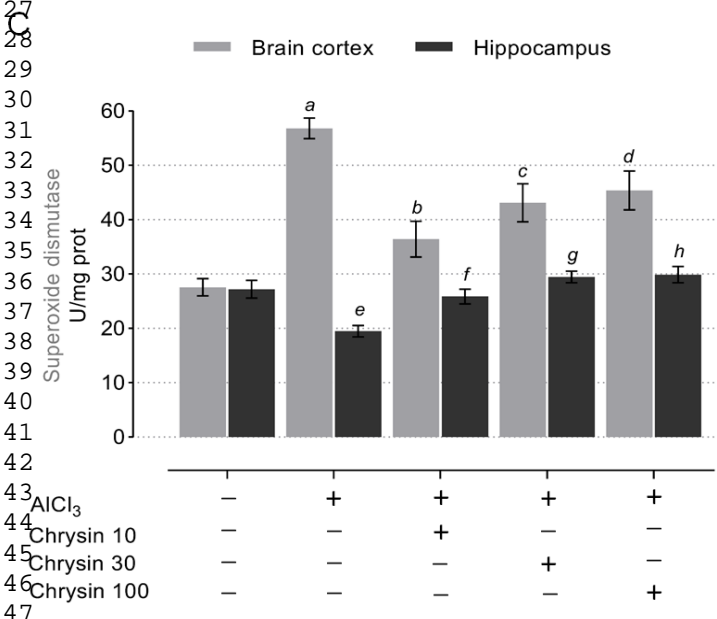 27
C
28
Brain cortex Hippocampus
29
30
31
32
33
34
35
36
37
38
39
40
41
42
43
44
45
46
47
Superoxide dismutase
U/mg prot
60
50
40
30
20
10
0
a
b
c
d
e
f
g
h
AlCl3 – + + + +
Chrysin 10 – – + – –
Chrysin 30 – – – + –
Chrysin 100 – – – – +